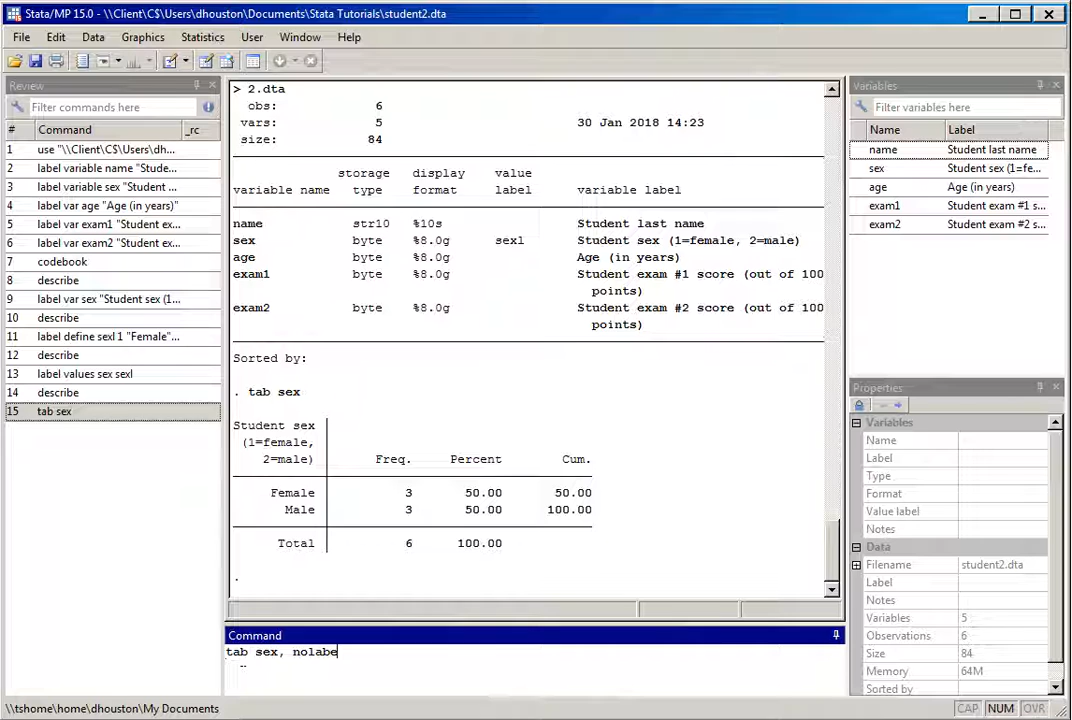 Stata/MP 15.0 - \\Client\C$\Users\dhouston\Documents\Stata Tutorials\student2.dta
File Edit Data Graphics Statistics User Window Help
Review
Filter commands here
# Command _rc
1 use "\\Client\C$\Users\dh...
2 label variable name "Stude...
3 label variable sex "Student ...
4 label var age "Age (in years)"
5 label var exam1 "Student ex...
6 label var exam2 "Student ex...
7 codebook
8 describe
9 label var sex "Student sex (1...
10 describe
11 label define sexl 1 "Female"...
12 describe
13 label values sex sexl
14 describe
15 tab sex
> 2.dta
obs: 6
vars: 5 30 Jan 2018 14:23
size: 84
storage display value
variable name type format label variable label
name str10 %10s Student last name
sex byte %8.0g sexl Student sex (1=female, 2=male)
age byte %8.0g Age (in years)
exam1 byte %8.0g Student exam #1 score (out of 100
points)
exam2 byte %8.0g Student exam #2 score (out of 100
points)
Sorted by:
. tab sex
Student sex
(1=female,
2=male) Freq. Percent Cum.
Female 3 50.00 50.00
Male 3 50.00 100.00
Total 6 100.00
.
Command
tab sex, nolabe
Variables
Filter variables here
Name Label
name Student last name
sex Student sex (1=fe...
age Age (in years)
exam1 Student exam #1 s...
exam2 Student exam #2 s...
Properties
Variables
Name
Label
Type
Format
Value label
Notes
Data
Filename student2.dta
Label
Notes
Variables 5
Observations 6
Size 84
Memory 64M
Sorted by
\\tshome\home\dhouston\My Documents
CAP NUM OVR